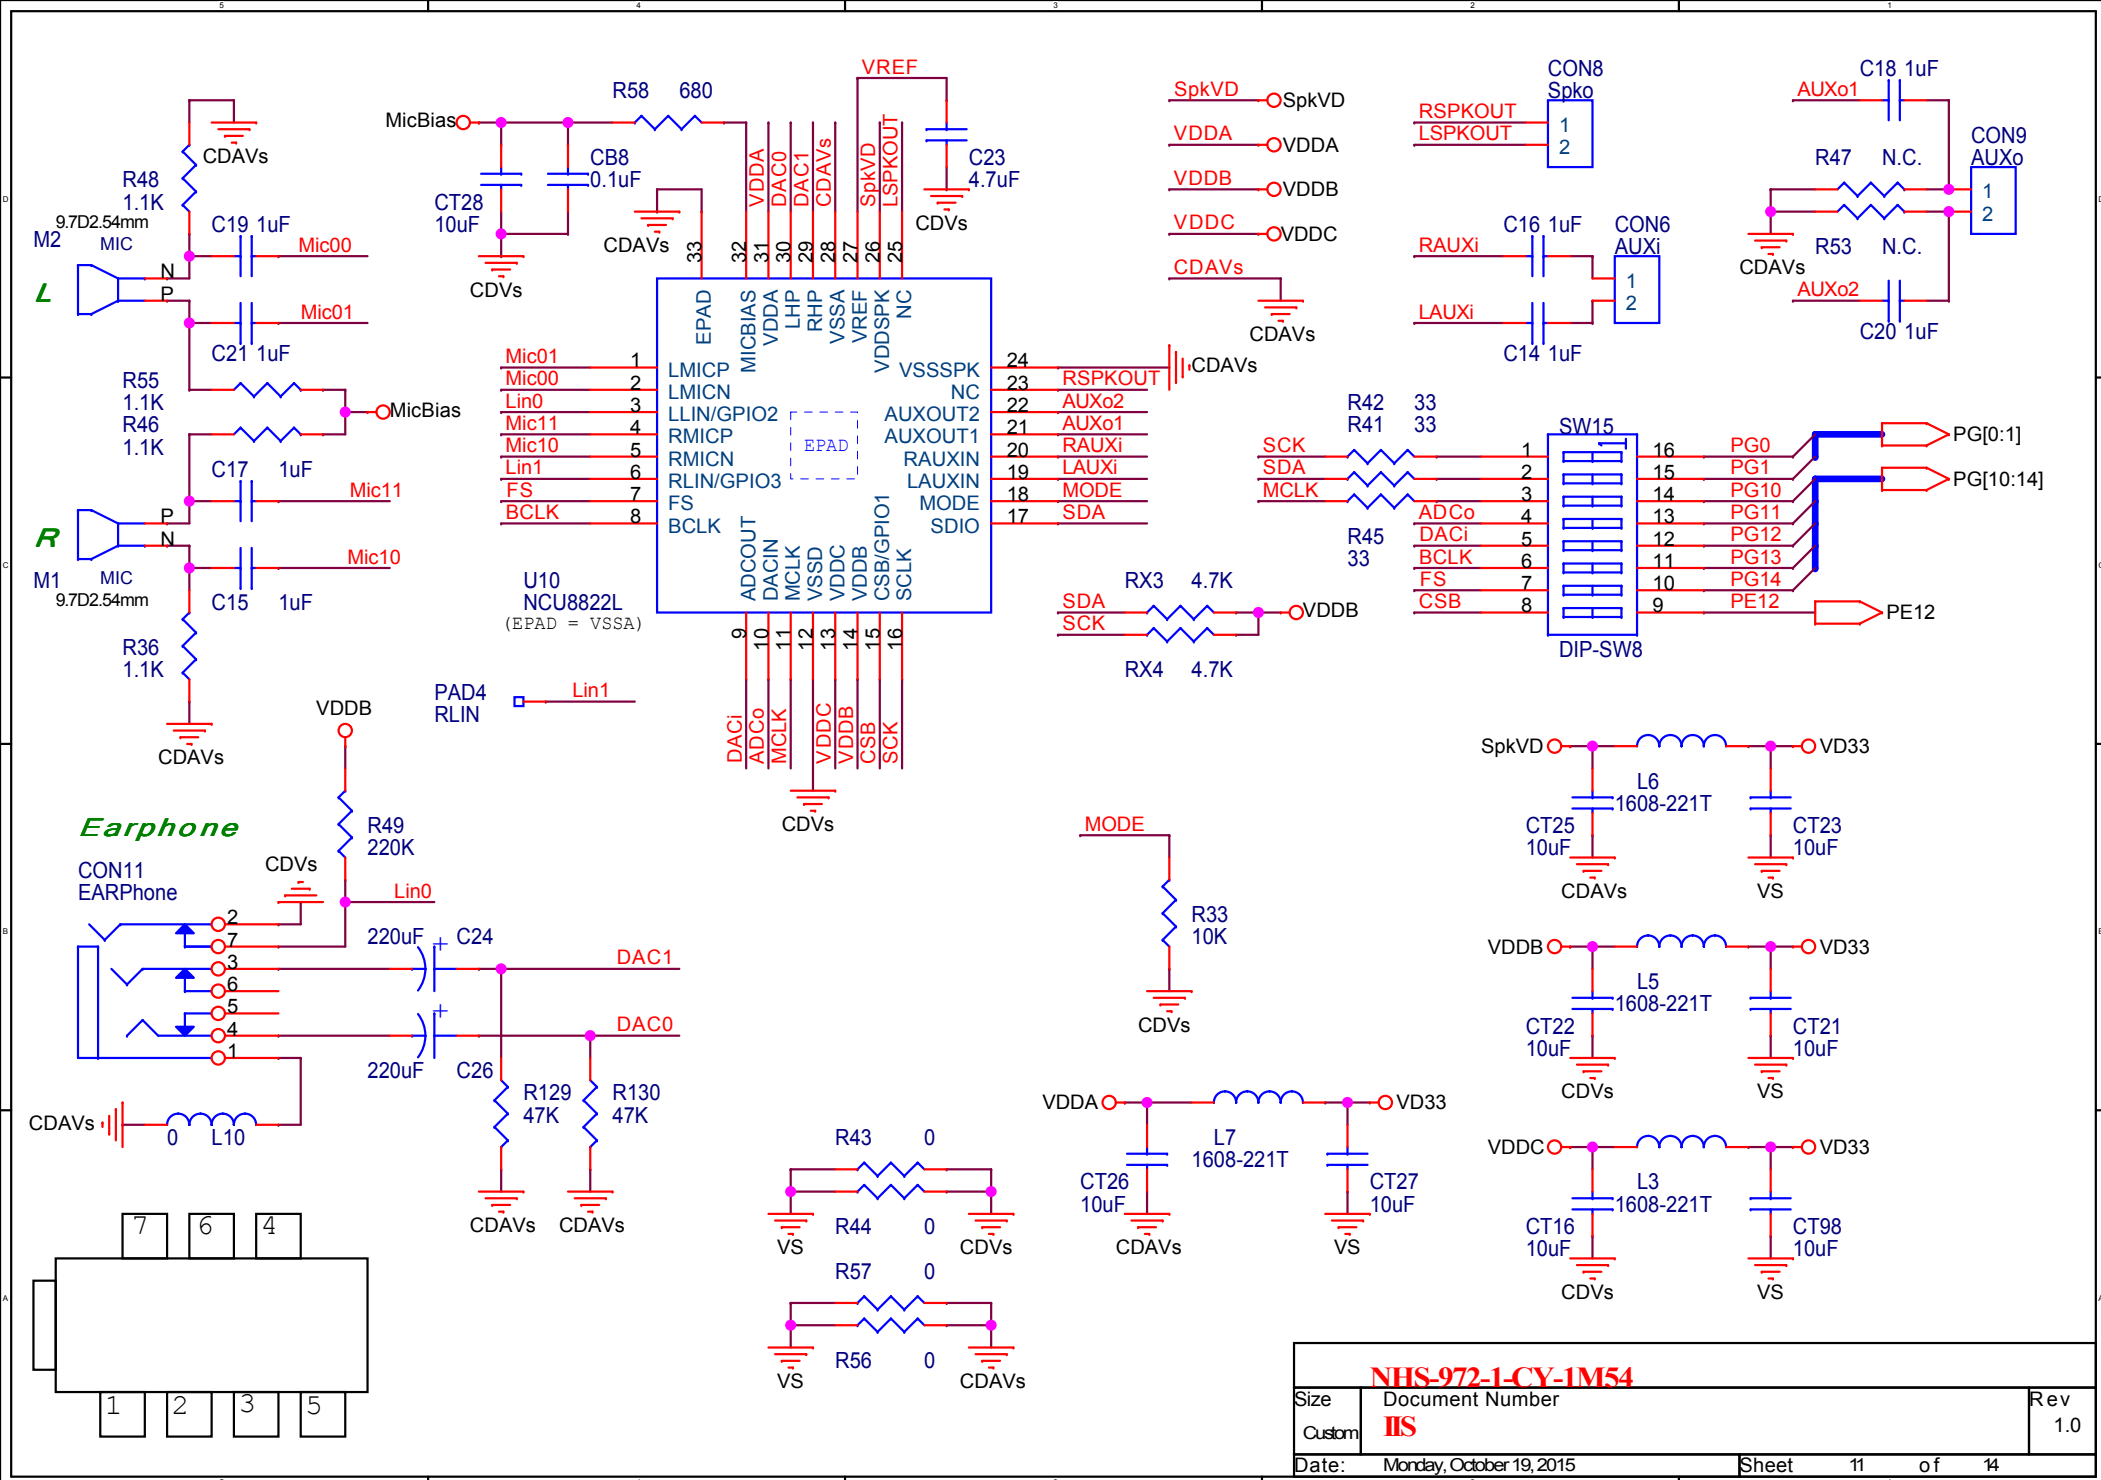 5 4 3 2 1
R48
1.1K
CDAVs
9.7D2.54mm
M2 MIC
L
N
P
C19 1uF
Mic00
Mic01
C21 1uF
R55
1.1K
R46
1.1K
MicBias
C17 1uF
Mic11
P
N
R
M1 MIC
9.7D2.54mm
Mic10
C15 1uF
R36
1.1K
CDAVs
MicBias
R58 680
CT28
10uF
CB8
0.1uF
CDVs
CDAVs
VREF
C23
4.7uF
CDVs
VDDA
DAC0
DAC1
CDAVs
SpkVD
LSPKOUT
33 32 31 30 29 28 27 26 25
EPAD
MICBIAS
VDDA
LHP
RHP
VSSA
VREF
VDDSPK
NC
Mic01 1 LMICP
Mic00 2 LMICN
Lin0 3 LLIN/GPIO2
Mic11 4 RMICP
Mic10 5 RMICN
Lin1 6 RLIN/GPIO3
FS 7 FS
BCLK 8 BCLK
EPAD
VSSSPK 24 CDAVs
NC 23 RSPKOUT
AUXOUT2 22 AUXo2
AUXOUT1 21 AUXo1
RAUXIN 20 RAUXi
LAUXIN 19 LAUXi
MODE 18 MODE
SDIO 17 SDA
ADCOUT
DACIN
MCLK
VSSD
VDDC
VDDB
CSB/GPIO1
SCLK
9 10 11 12 13 14 15 16
DACi
ADCo
MCLK
VDDC
VDDB
CSB
SCK
CDVs
U10
NCU8822L
(EPAD = VSSA)
PAD4
RLIN
Lin1
SpkVD SpkVD
VDDA VDDA
VDDB VDDB
VDDC VDDC
CDAVs
CDAVs
CON8
Spko
RSPKOUT 1
LSPKOUT 2
C16 1uF
CON6
AUXi
RAUXi 1
LAUXi 2
C14 1uF
C18 1uF
AUXo1
CON9
AUXo
R47 N.C.
1
2
R53 N.C.
CDAVs
AUXo2
C20 1uF
R42 33
R41 33
R45
33
SW15
1
SCK 1 16 PG0
SDA 2 15 PG1
MCLK 3 14 PG10
ADCo 4 13 PG11
DACi 5 12 PG12
BCLK 6 11 PG13
FS 7 10 PG14
CSB 8 9 PE12
PG[0:1]
PG[10:14]
PE12
DIP-SW8
RX3 4.7K
SDA
SCK
VDDB
RX4 4.7K
VDDB
R49
220K
Earphone
CDVs
CON11
EARPhone
Lin0
2
7
3
6
5
4
1
220uF C24
+
DAC1
+
DAC0
220uF C26
R129
47K
R130
47K
CDAVs
0 L10
CDAVs CDAVs
7 6 4
1 2 3 5
MODE
R33
10K
CDVs
R43 0
R44 0
VS CDVs
R57 0
R56 0
VS CDAVs
VDDA VD33
L7
1608-221T
CT26
10uF
CT27
10uF
CDAVs VS
SpkVD VD33
L6
1608-221T
CT25
10uF
CT23
10uF
CDAVs VS
VDDB VD33
L5
1608-221T
CT22
10uF
CT21
10uF
CDVs VS
VDDC VD33
L3
1608-221T
CT16
10uF
CT98
10uF
CDVs VS
NHS-972-1-CY-1M54
Size Document Number Rev
Custom IIS 1.0
Date: Monday, October 19, 2015 Sheet 11 of 14